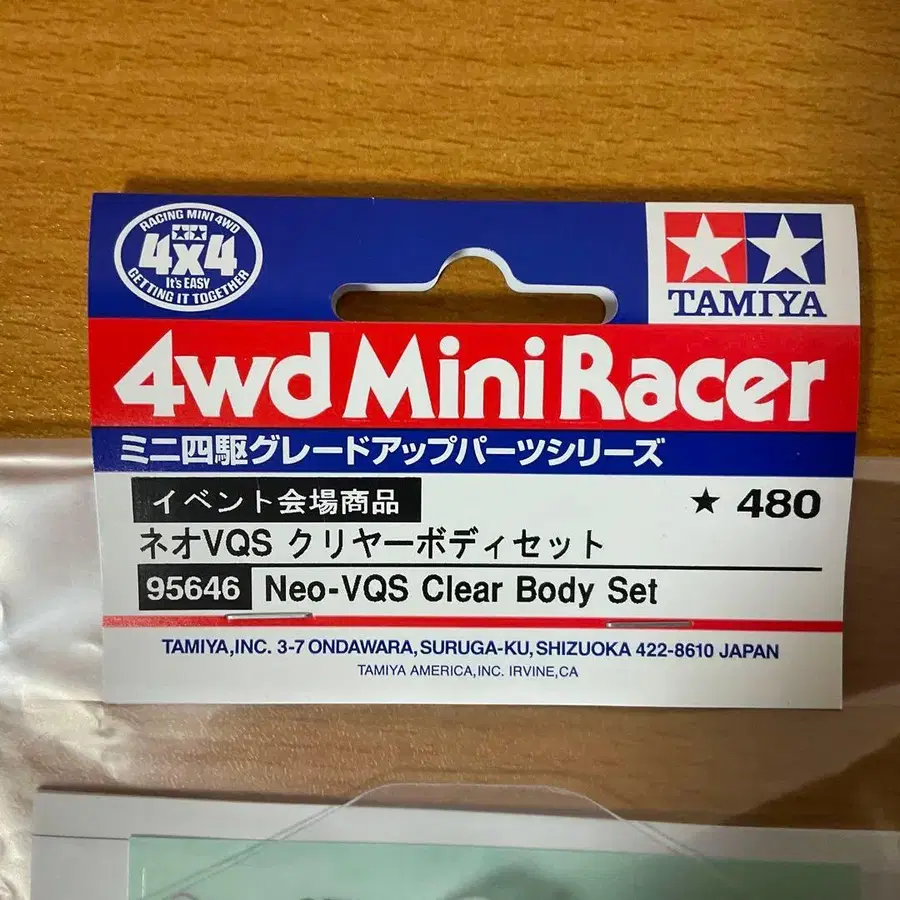 RACING MINI 4WD
4x4
It's EASY
GETTING IT TOGETHER
TAMIYA
4wd Mini Racer
ミニ四駆グレードアップパーツシリーズ
イベント会場商品
★ 480
ネオVQS クリヤーボディセット
95646 Neo-VQS Clear Body Set
TAMIYA,INC. 3-7 ONDAWARA,SURUGA-KU,SHIZUOKA 422-8610 JAPAN
TAMIYA AMERICA,INC. IRVINE,CA